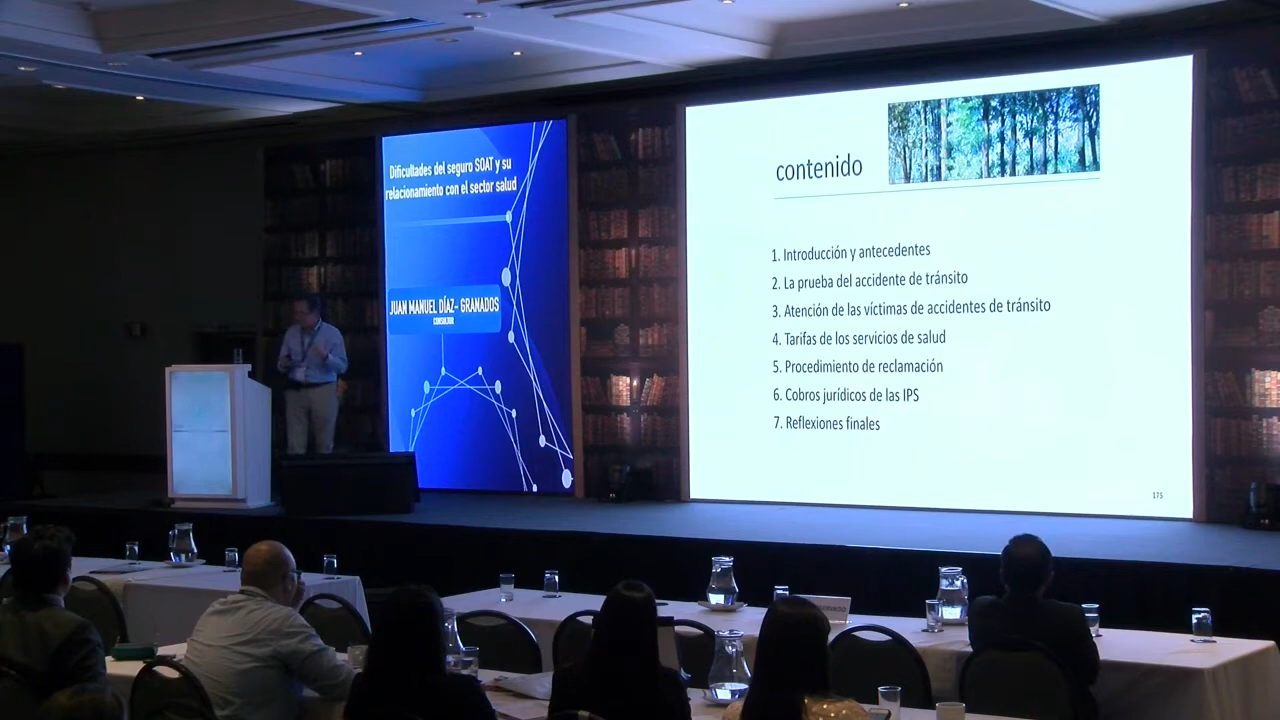 Dificultades del seguro SOAT y su
relacionamiento con el sector salud
JUAN MANUEL DÍAZ- GRANADOS
CONSULTOR
contenido
1. Introducción y antecedentes
2. La prueba del accidente de tránsito
3. Atención de las víctimas de accidentes de tránsito
4. Tarifas de los servicios de salud
5. Procedimiento de reclamación
6. Cobros jurídicos de las IPS
7. Reflexiones finales
175